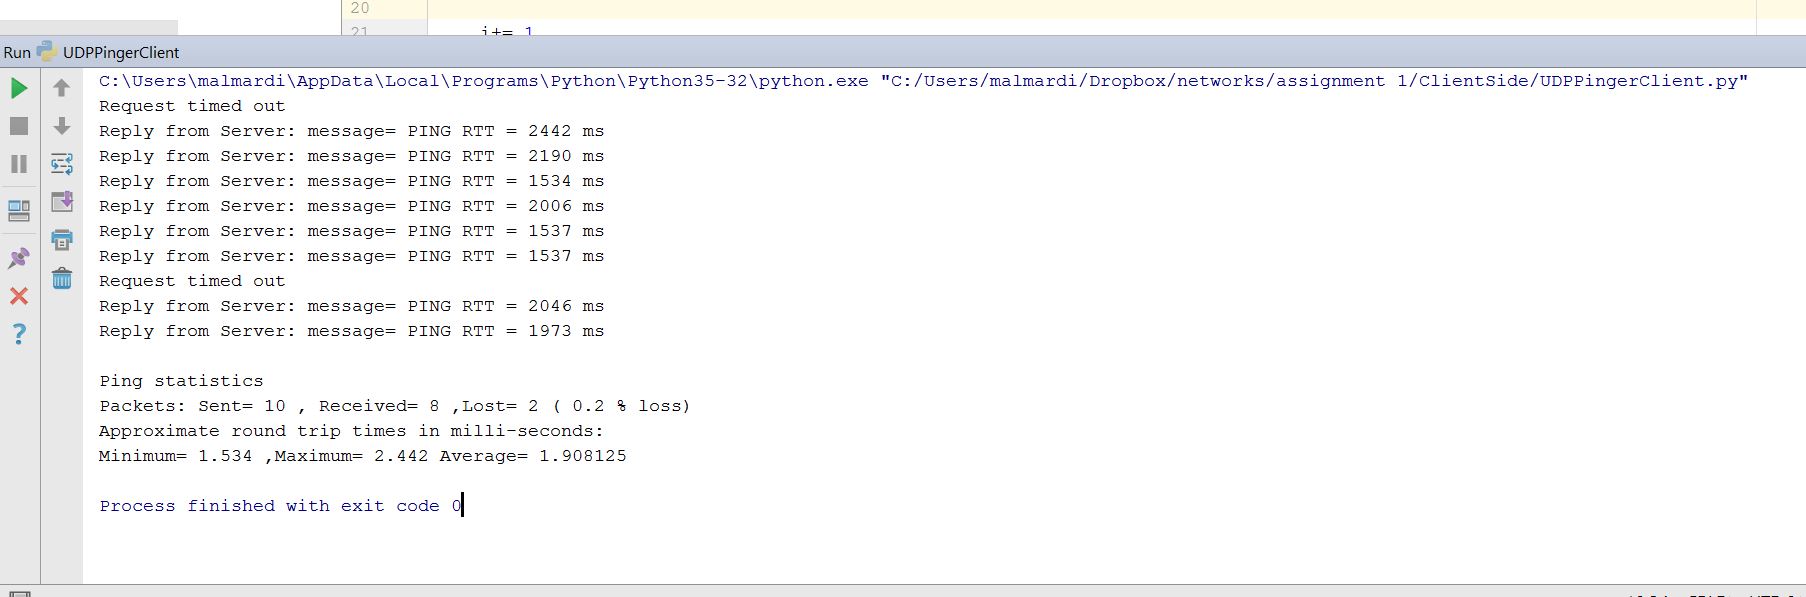 20
21 i+= 1
Run UDPPingerClient
C:\Users\malmardi\AppData\Local\Programs\Python\Python35-32\python.exe "C:/Users/malmardi/Dropbox/networks/assignment 1/ClientSide/UDPPingerClient.py"
Request timed out
Reply from Server: message= PING RTT = 2442 ms
Reply from Server: message= PING RTT = 2190 ms
Reply from Server: message= PING RTT = 1534 ms
Reply from Server: message= PING RTT = 2006 ms
Reply from Server: message= PING RTT = 1537 ms
Reply from Server: message= PING RTT = 1537 ms
Request timed out
Reply from Server: message= PING RTT = 2046 ms
Reply from Server: message= PING RTT = 1973 ms
Ping statistics
Packets: Sent= 10 , Received= 8 ,Lost= 2 ( 0.2 % loss)
Approximate round trip times in milli-seconds:
Minimum= 1.534 ,Maximum= 2.442 Average= 1.908125
Process finished with exit code 0